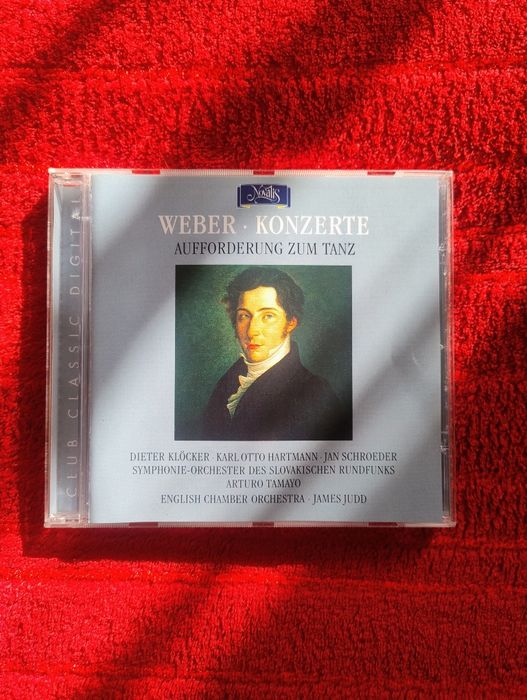 Novalis
WEBER · KONZERTE
AUFFORDERUNG ZUM TANZ
DIETER KLÖCKER · KARL OTTO HARTMANN · JAN SCHROEDER
SYMPHONIE-ORCHESTER DES SLOVAKISCHEN RUNDFUNKS
ARTURO TAMAYO
ENGLISH CHAMBER ORCHESTRA · JAMES JUDD
CLUB CLASSIC DIGITAL